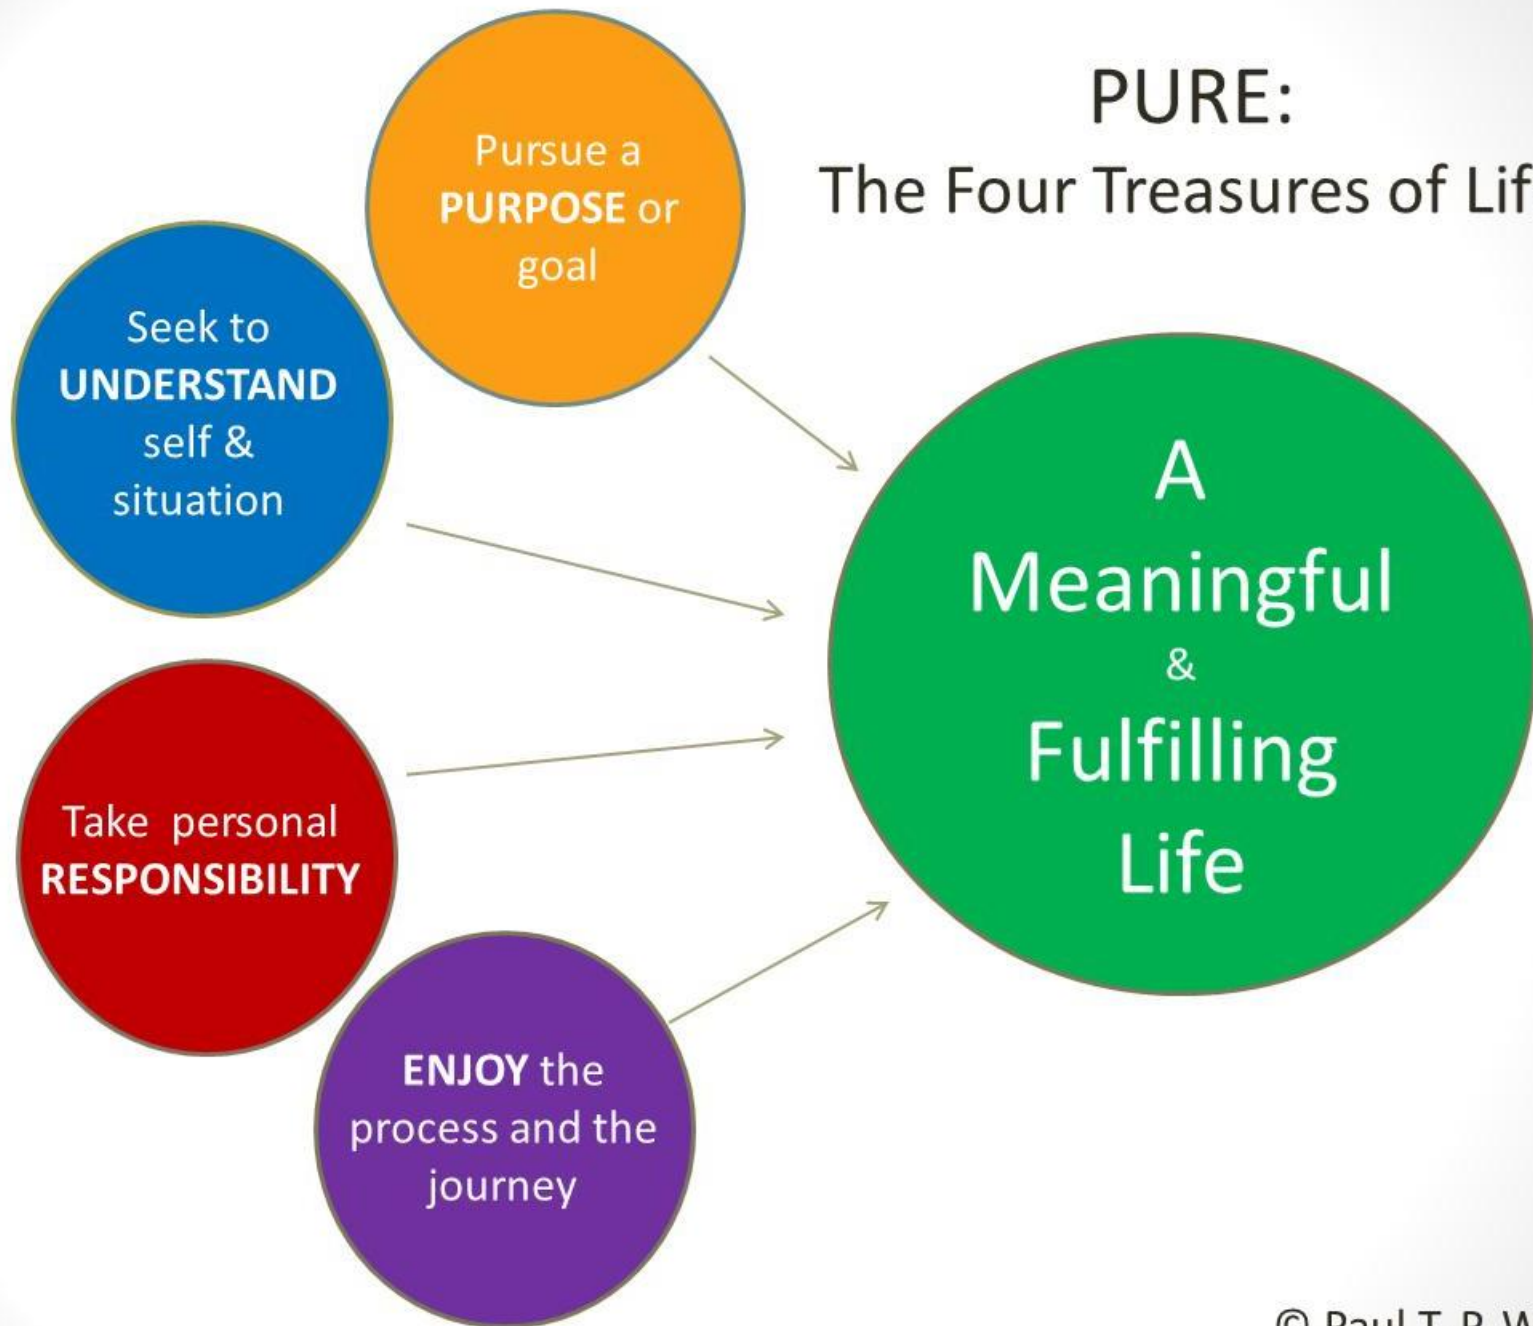 PURE:
The Four Treasures of Lif
Pursue a
PURPOSE or
goal
Seek to
UNDERSTAND
self &
situation
Take personal
RESPONSIBILITY
ENJOY the
process and the
journey
A
Meaningful
&
Fulfilling
Life
© Paul T. P. W